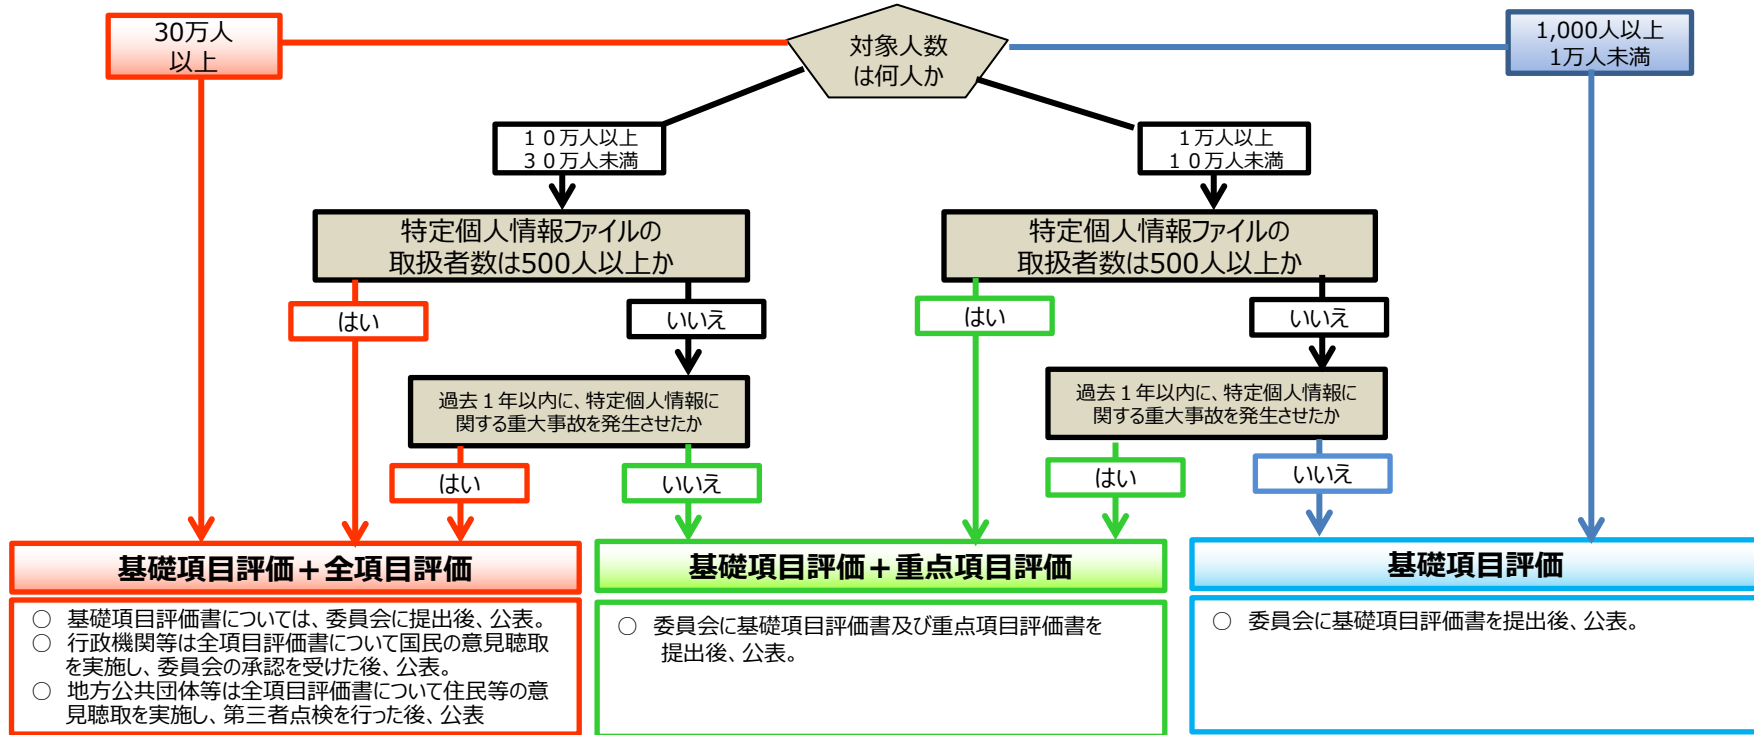 30万人
以上
対象人数
は何人か
1,000人以上
1万人未満
１０万人以上
３０万人未満
１万人以上
１０万人未満
特定個人情報ファイルの
取扱者数は500人以上か
特定個人情報ファイルの
取扱者数は500人以上か
はい
いいえ
はい
いいえ
過去１年以内に、特定個人情報に
関する重大事故を発生させたか
過去１年以内に、特定個人情報に
関する重大事故を発生させたか
はい
いいえ
はい
いいえ
基礎項目評価＋全項目評価
基礎項目評価＋重点項目評価
基礎項目評価
○ 基礎項目評価書については、委員会に提出後、公表。
○ 行政機関等は全項目評価書について国民の意見聴取
を実施し、委員会の承認を受けた後、公表。
○ 地方公共団体等は全項目評価書について住民等の意
見聴取を実施し、第三者点検を行った後、公表
○ 委員会に基礎項目評価書及び重点項目評価書を
提出後、公表。
○ 委員会に基礎項目評価書を提出後、公表。